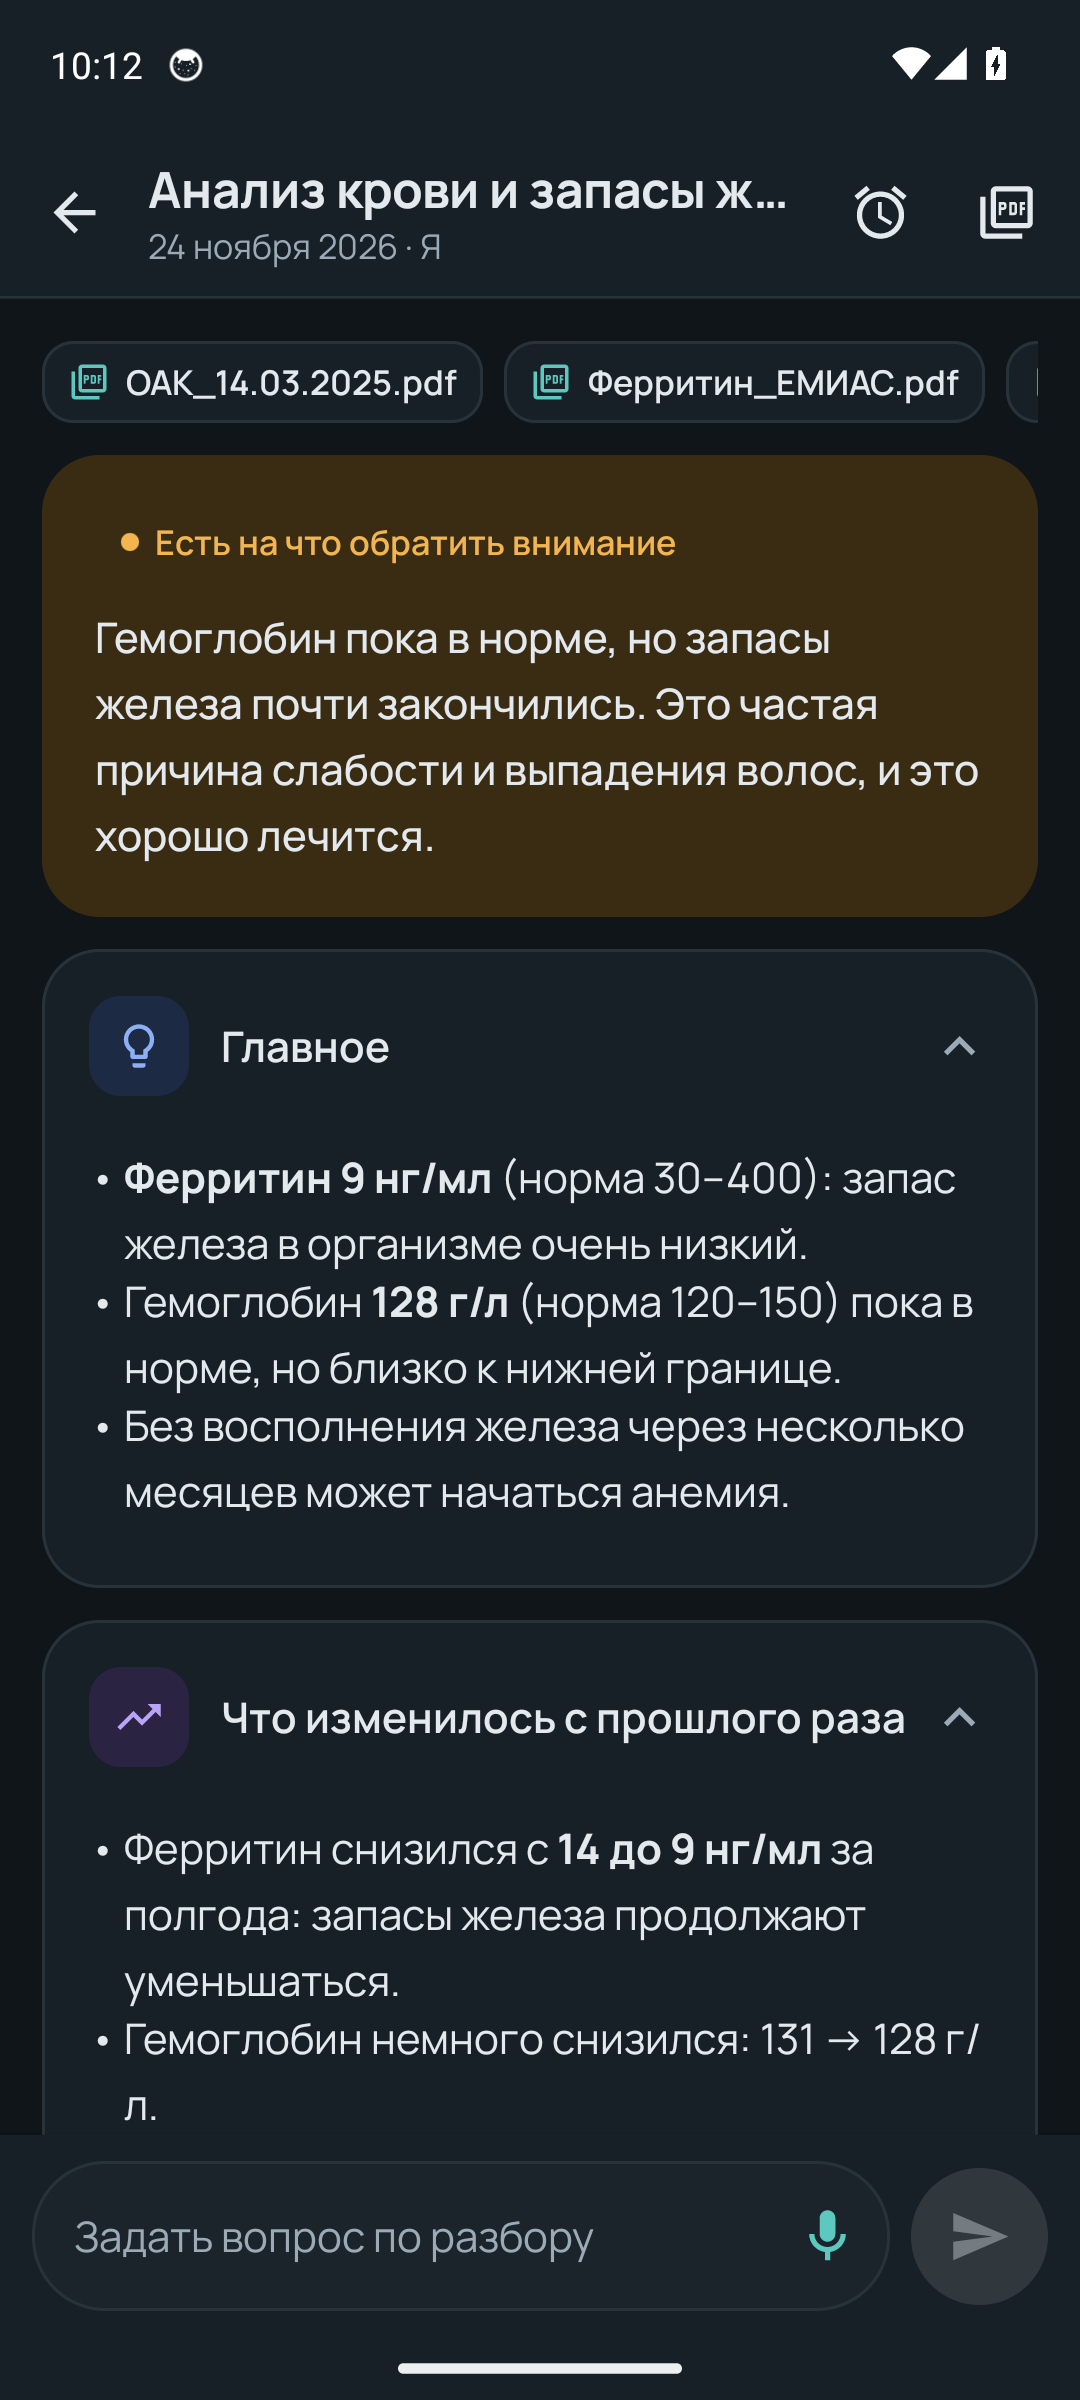 10:12
Анализ крови и запасы ж...
24 ноября 2026 · Я
PDF
PDF ОАК_14.03.2025.pdf
PDF Ферритин_ЕМИАС.pdf
Есть на что обратить внимание
Гемоглобин пока в норме, но запасы
железа почти закончились. Это частая
причина слабости и выпадения волос, и это
хорошо лечится.
Главное
• Ферритин 9 нг/мл (норма 30–400): запас
железа в организме очень низкий.
• Гемоглобин 128 г/л (норма 120–150) пока в
норме, но близко к нижней границе.
• Без восполнения железа через несколько
месяцев может начаться анемия.
Что изменилось с прошлого раза
• Ферритин снизился с 14 до 9 нг/мл за
полгода: запасы железа продолжают
уменьшаться.
• Гемоглобин немного снизился: 131 → 128 г/
л.
Задать вопрос по разбору